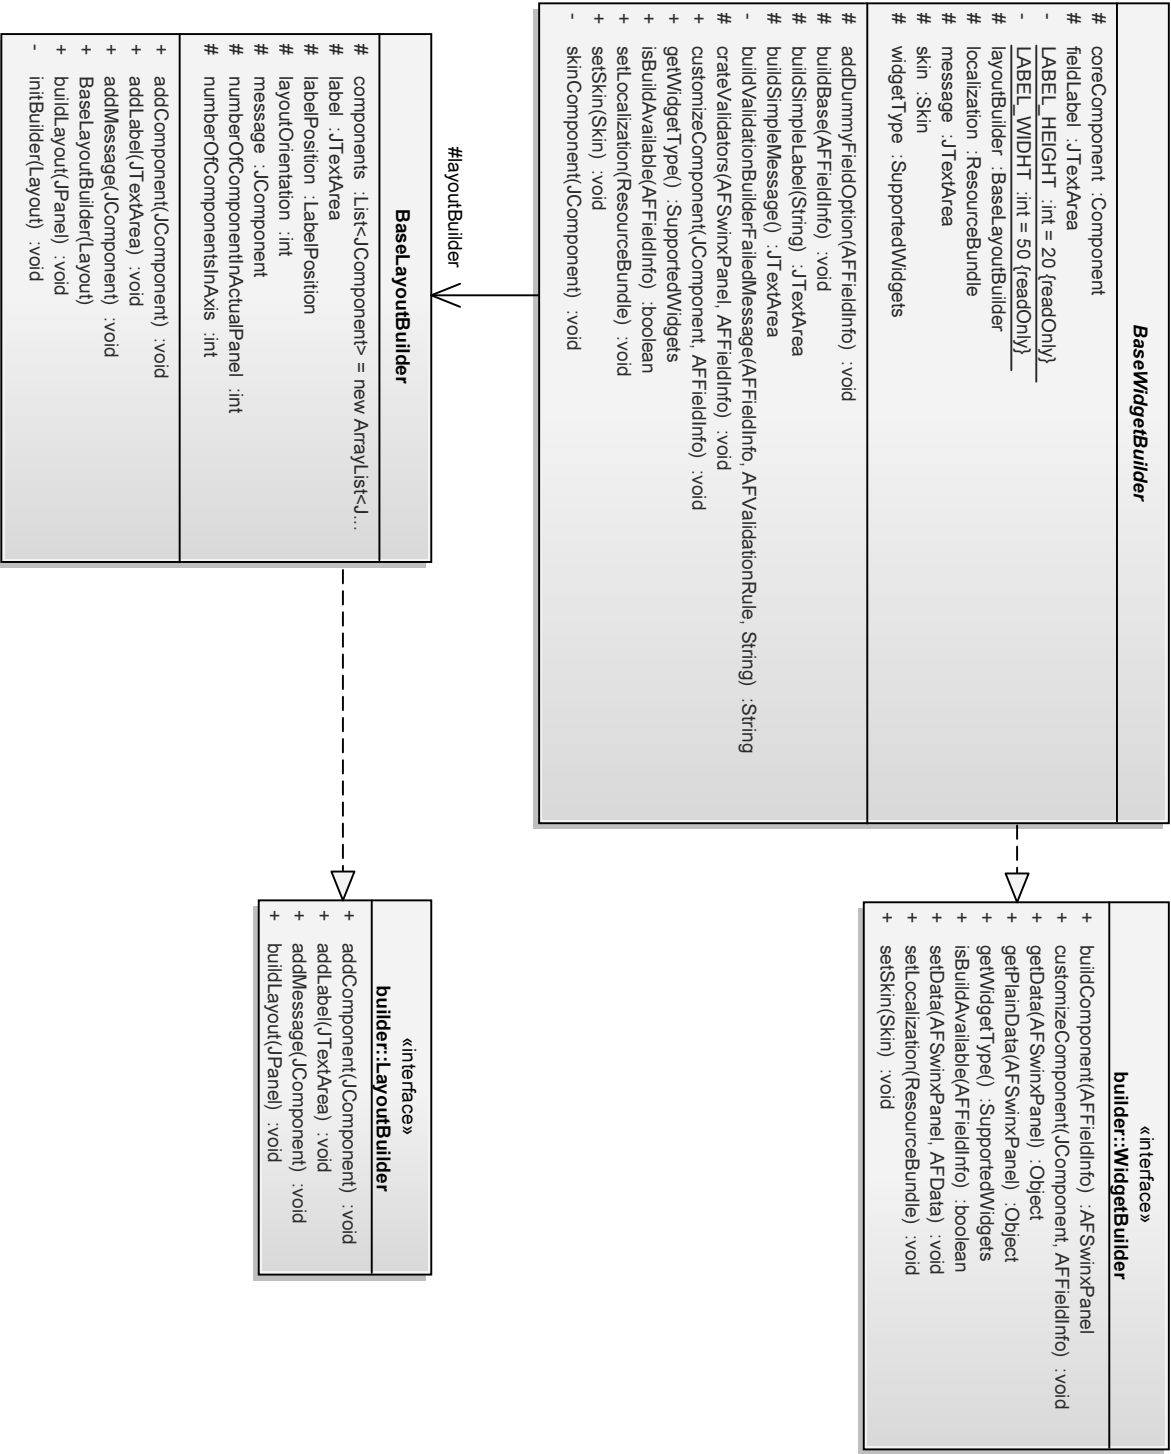 BaseWidgetBuilder
# coreComponent :Component
# fieldLabel :JTextArea
- LABEL_HEIGHT :int = 20 {readOnly}
- LABEL_WIDHT :int = 50 {readOnly}
# layoutBuilder :BaseLayoutBuilder
# localization :ResourceBundle
# message :JTextArea
# skin :Skin
# widgetType :SupportedWidgets
# addDummyFieldOption(AFFieldInfo) :void
# buildBase(AFFieldInfo) :void
# buildSimpleLabel(String) :JTextArea
# buildSimpleMessage() :JTextArea
- buildValidationBuilderFailedMessage(AFFieldInfo, AFValidationRule, String) :String
# crateValidators(AFSwinxPanel, AFFieldInfo) :void
+ customizeComponent(JComponent, AFFieldInfo) :void
+ getWidgetType() :SupportedWidgets
+ isBuildAvailable(AFFieldInfo) :boolean
+ setLocalization(ResourceBundle) :void
+ setSkin(Skin) :void
- skinComponent(JComponent) :void
«interface»
builder::WidgetBuilder
+ buildComponent(AFFieldInfo) :AFSwinxPanel
+ customizeComponent(JComponent, AFFieldInfo) :void
+ getData(AFSwinxPanel) :Object
+ getPlainData(AFSwinxPanel) :Object
+ getWidgetType() :SupportedWidgets
+ isBuildAvailable(AFFieldInfo) :boolean
+ setData(AFSwinxPanel, AFData) :void
+ setLocalization(ResourceBundle) :void
+ setSkin(Skin) :void
#layoutBuilder
BaseLayoutBuilder
# components :List<JComponent> = new ArrayList<J...
# label :JTextArea
# labelPosition :LabelPosition
# layoutOrientation :int
# message :JComponent
# numberOfComponentInActualPanel :int
# numberOfComponentsInAxis :int
+ addComponent(JComponent) :void
+ addLabel(JTextArea) :void
+ addMessage(JComponent) :void
+ BaseLayoutBuilder(Layout)
+ buildLayout(JPanel) :void
- initBuilder(Layout) :void
«interface»
builder::LayoutBuilder
+ addComponent(JComponent) :void
+ addLabel(JTextArea) :void
+ addMessage(JComponent) :void
+ buildLayout(JPanel) :void